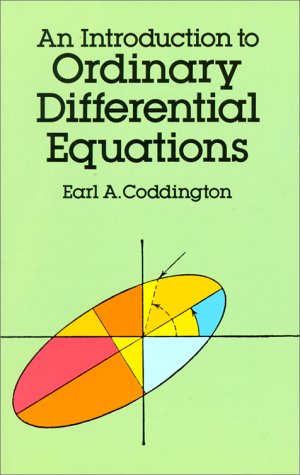 An Introduction to
Ordinary
Differential
Equations
Earl A. Coddington